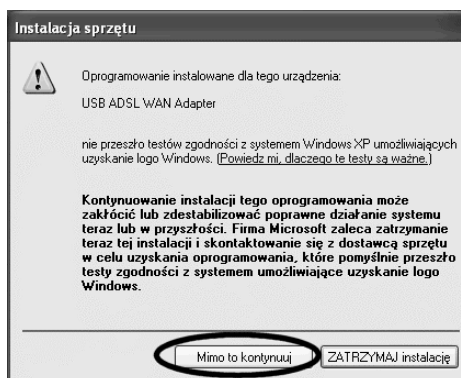 Instalacja sprzętu
Oprogramowanie instalowane dla tego urządzenia:
USB ADSL WAN Adapter
nie przeszło testów zgodności z systemem Windows XP umożliwiających
uzyskanie logo Windows. (Powiedz mi, dlaczego te testy są ważne.)
Kontynuowanie instalacji tego oprogramowania może
zakłócić lub zdestabilizować poprawne działanie systemu
teraz lub w przyszłości. Firma Microsoft zaleca zatrzymanie
teraz tej instalacji i skontaktowanie się z dostawcą sprzętu
w celu uzyskania oprogramowania, które pomyślnie przeszło
testy zgodności z systemem umożliwiające uzyskanie logo
Windows.
Mimo to kontynuuj ZATRZYMAJ instalację